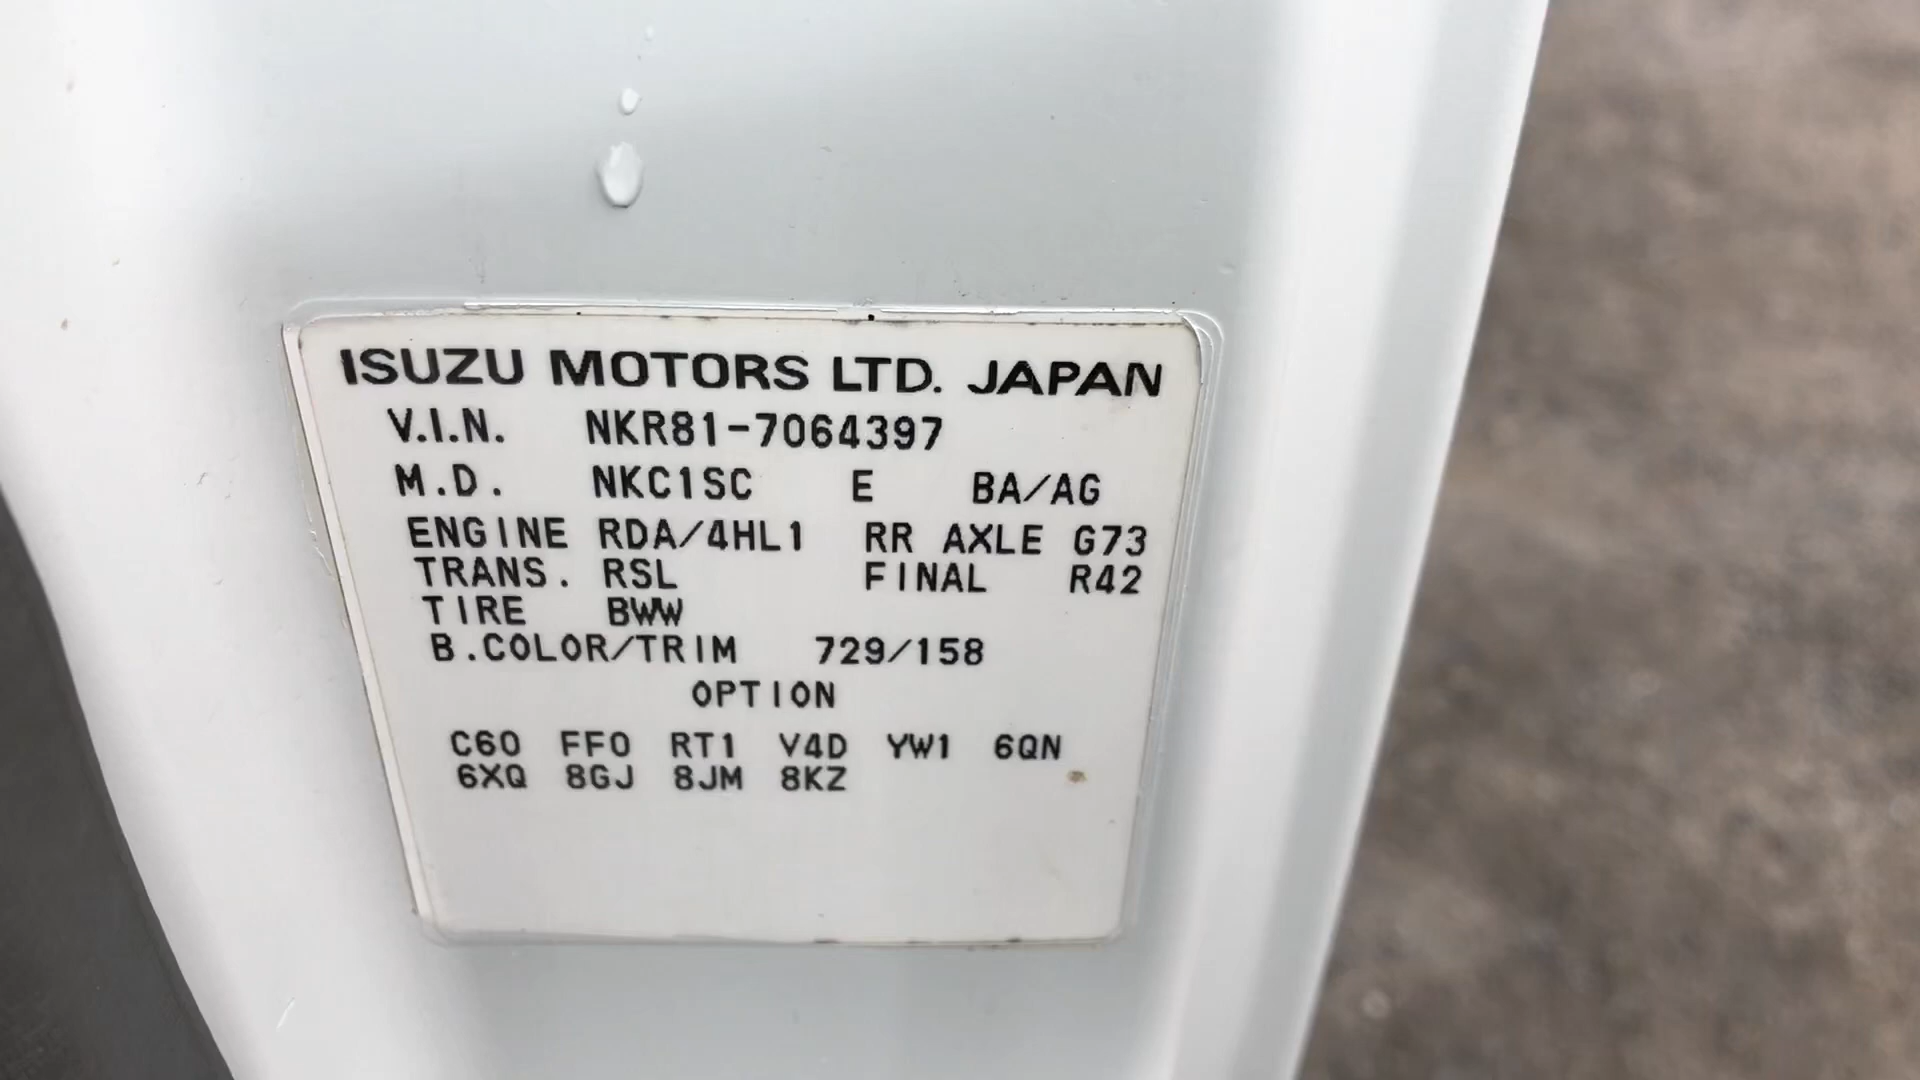 ISUZU MOTORS LTD. JAPAN
V.I.N. NKR81-7064397
M.D. NKC1SC E BA/AG
ENGINE RDA/4HL1 RR AXLE G73
TRANS. RSL FINAL R42
TIRE BWW
B.COLOR/TRIM 729/158
OPTION
C60 FF0 RT1 V4D YW1 6QN
6XQ 8GJ 8JM 8KZ